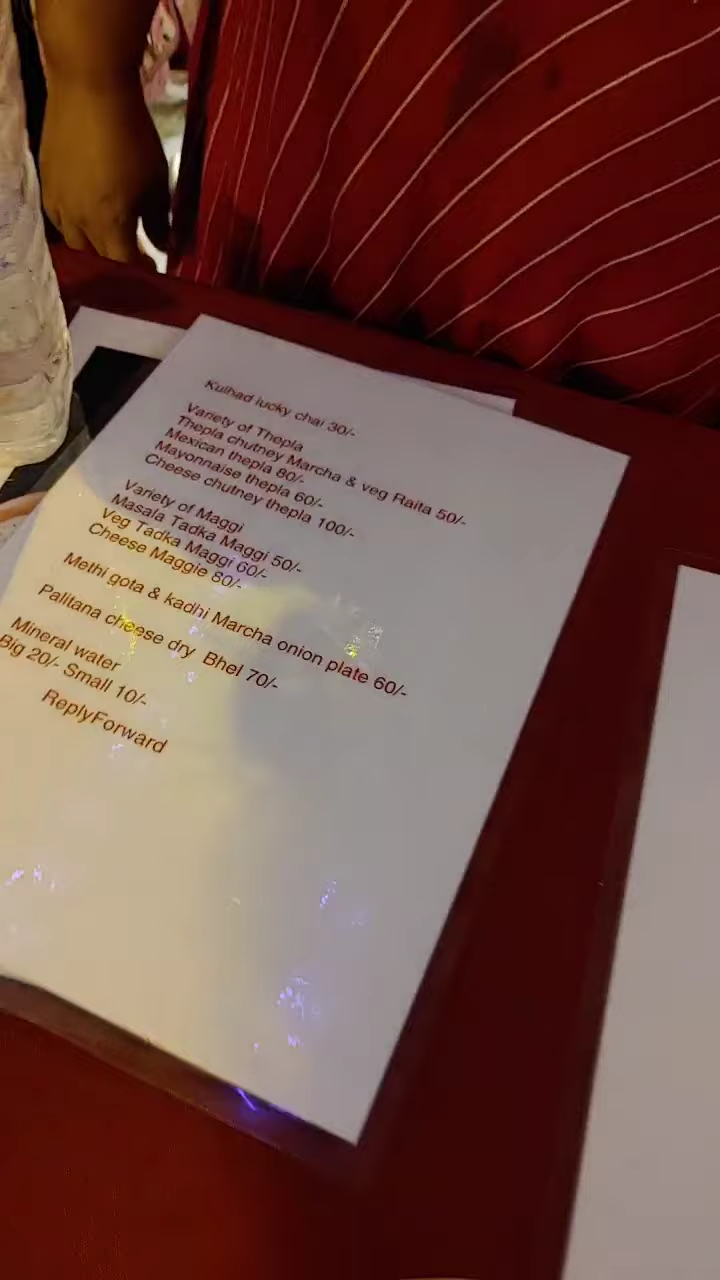 Kulhad lucky chai 30/-
Variety of Thepla
Thepla chutney Marcha & veg Raita 50/-
Mexican thepla 80/-
Mayonnaise thepla 60/-
Cheese chutney thepla 100/-
Variety of Maggi
Masala Tadka Maggi 50/-
Veg Tadka Maggi 60/-
Cheese Maggie 80/-
Methi gota & kadhi Marcha onion plate 60/-
Palitana cheese dry Bhel 70/-
Mineral water
Big 20/- Small 10/-
ReplyForward